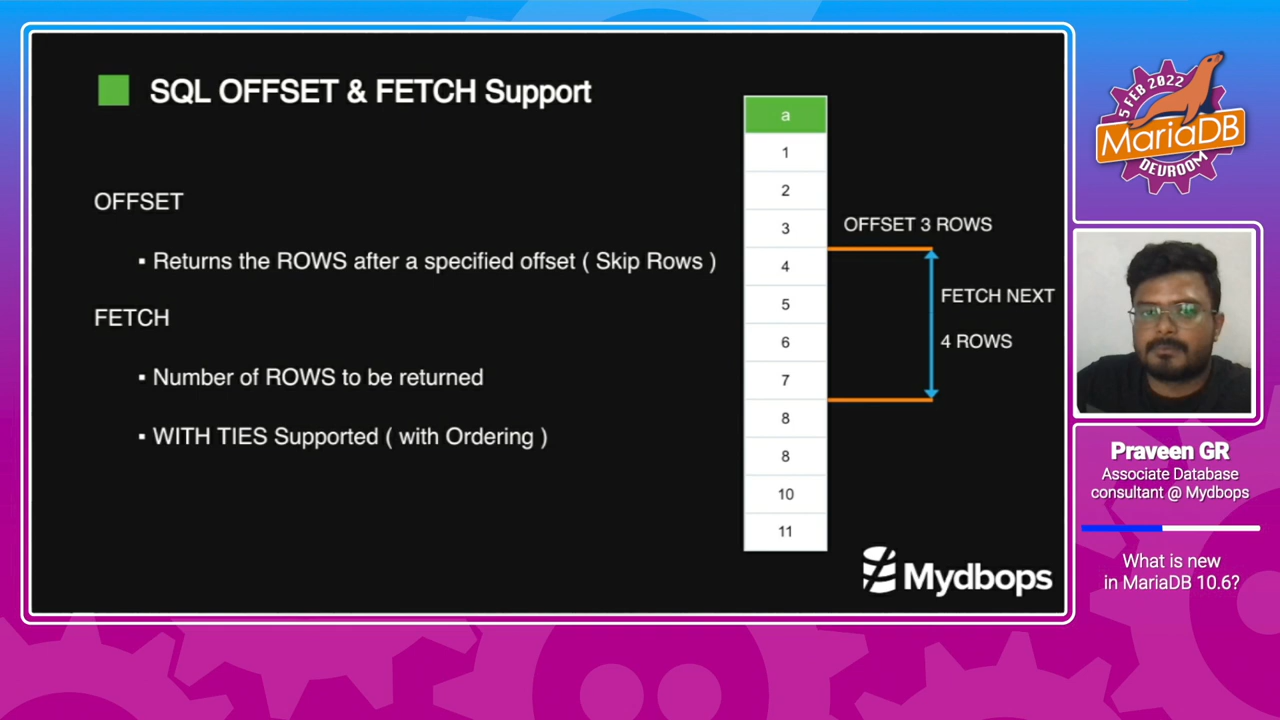 SQL OFFSET & FETCH Support
OFFSET
▪ Returns the ROWS after a specified offset ( Skip Rows )
FETCH
▪ Number of ROWS to be returned
▪ WITH TIES Supported ( with Ordering )
a
1
2
3
4
5
6
7
8
8
10
11
OFFSET 3 ROWS
FETCH NEXT
4 ROWS
Mydbops
5 FEB 2022
MariaDB
DEVROOM
Praveen GR
Associate Database
consultant @ Mydbops
What is new
in MariaDB 10.6?